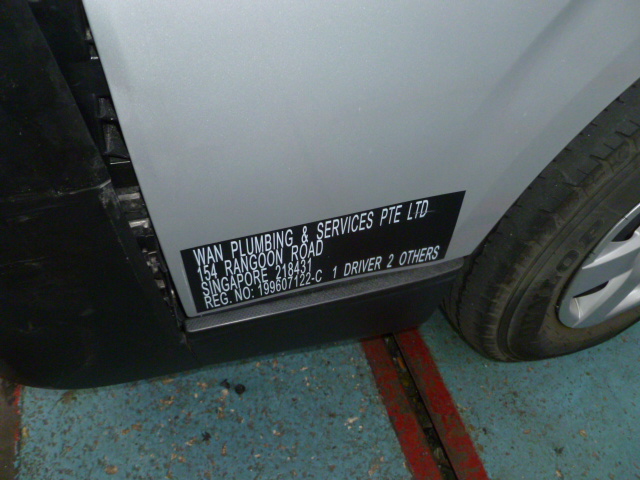 WAN PLUMBING & SERVICES PTE LTD
154 RANGOON ROAD
SINGAPORE 218431
REG. NO: 199607122-C 1 DRIVER 2 OTHERS